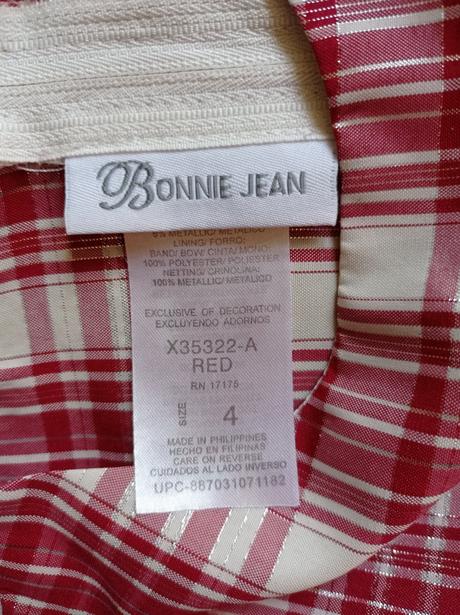 BONNIE JEAN
6% METALLIC/ METALICO
LINING/ FORRO:
BAND/ BOW/ CINTA/MONO:
100% POLYESTER/ POLIESTER
NETTING/ CRINOLINA:
100% METALLIC/ METALICO
EXCLUSIVE OF DECORATION
EXCLUYENDO ADORNOS
X35322-A
RED
RN 17175
SIZE 4
MADE IN PHILIPPINES
HECHO EN FILIPINAS
CARE ON REVERSE
CUIDADOS AL LADO INVERSO
UPC-887031071182